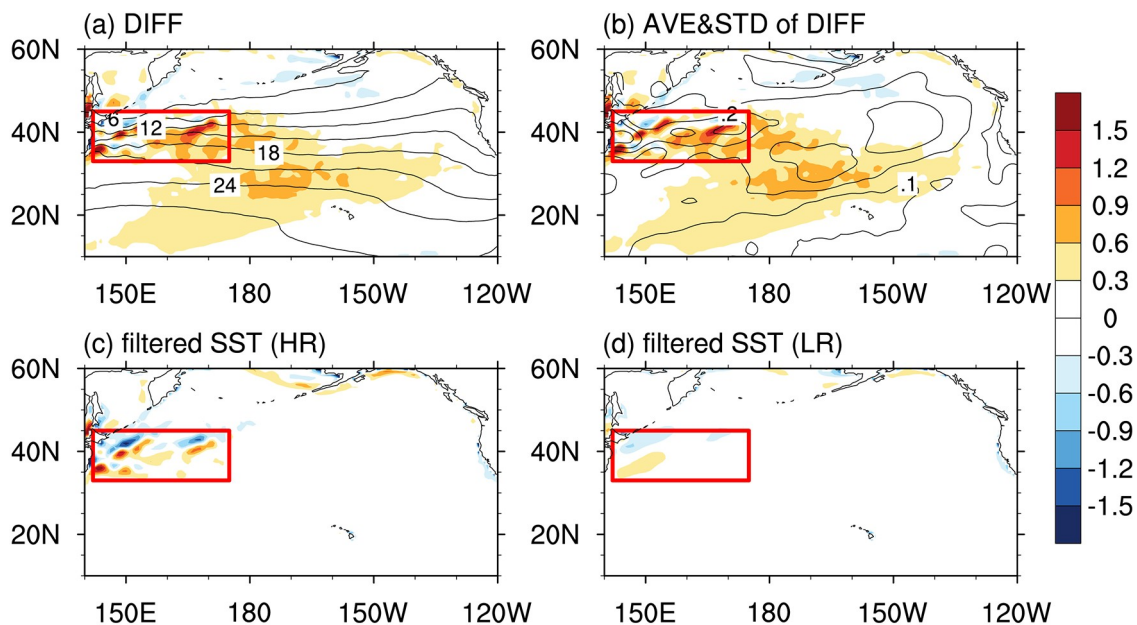 (a) DIFF
(b) AVE&STD of DIFF
60N
60N
6
12
.2
40N
40N
18
24
.1
20N
20N
150E 180 150W 120W
150E 180 150W 120W
(c) filtered SST (HR)
(d) filtered SST (LR)
60N
60N
40N
40N
20N
20N
150E 180 150W 120W
150E 180 150W 120W
1.5
1.2
0.9
0.6
0.3
0
-0.3
-0.6
-0.9
-1.2
-1.5